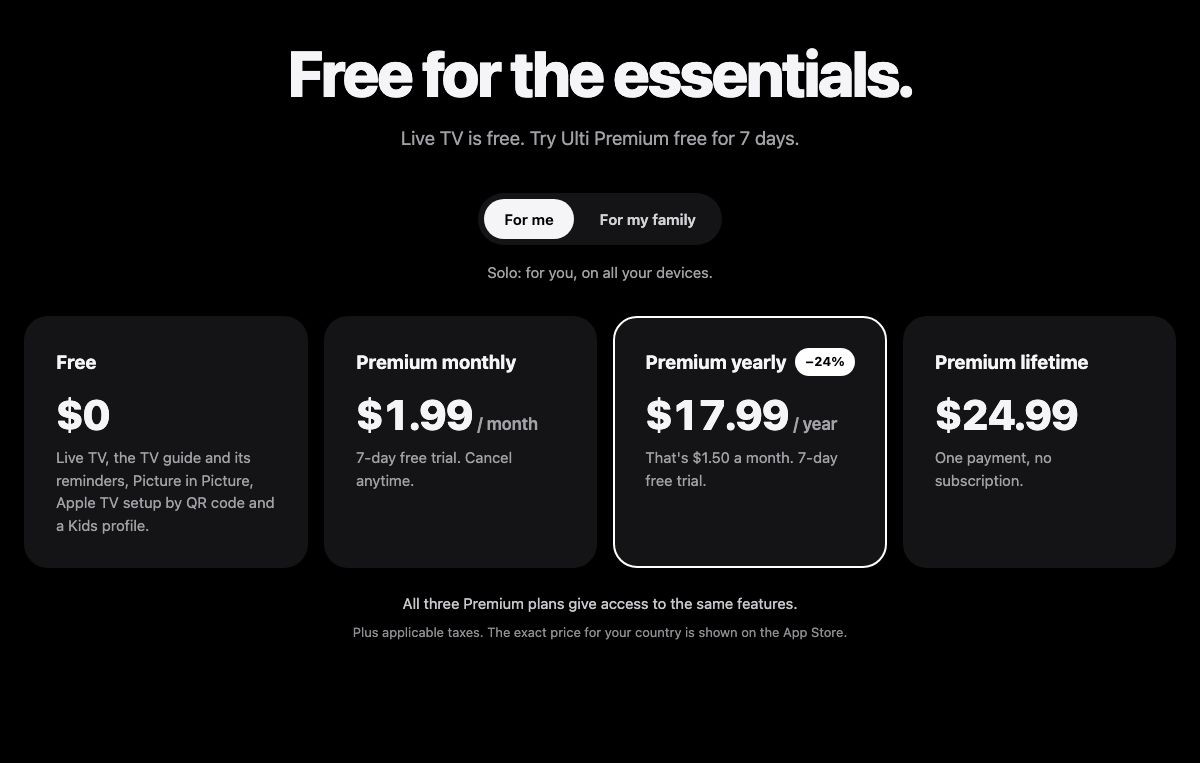 Free for the essentials.
Live TV is free. Try Ulti Premium free for 7 days.
For me
For my family
Solo: for you, on all your devices.
Free
$0
Live TV, the TV guide and its
reminders, Picture in Picture,
Apple TV setup by QR code and
a Kids profile.
Premium monthly
$1.99 / month
7-day free trial. Cancel
anytime.
Premium yearly −24%
$17.99 / year
That's $1.50 a month. 7-day
free trial.
Premium lifetime
$24.99
One payment, no
subscription.
All three Premium plans give access to the same features.
Plus applicable taxes. The exact price for your country is shown on the App Store.